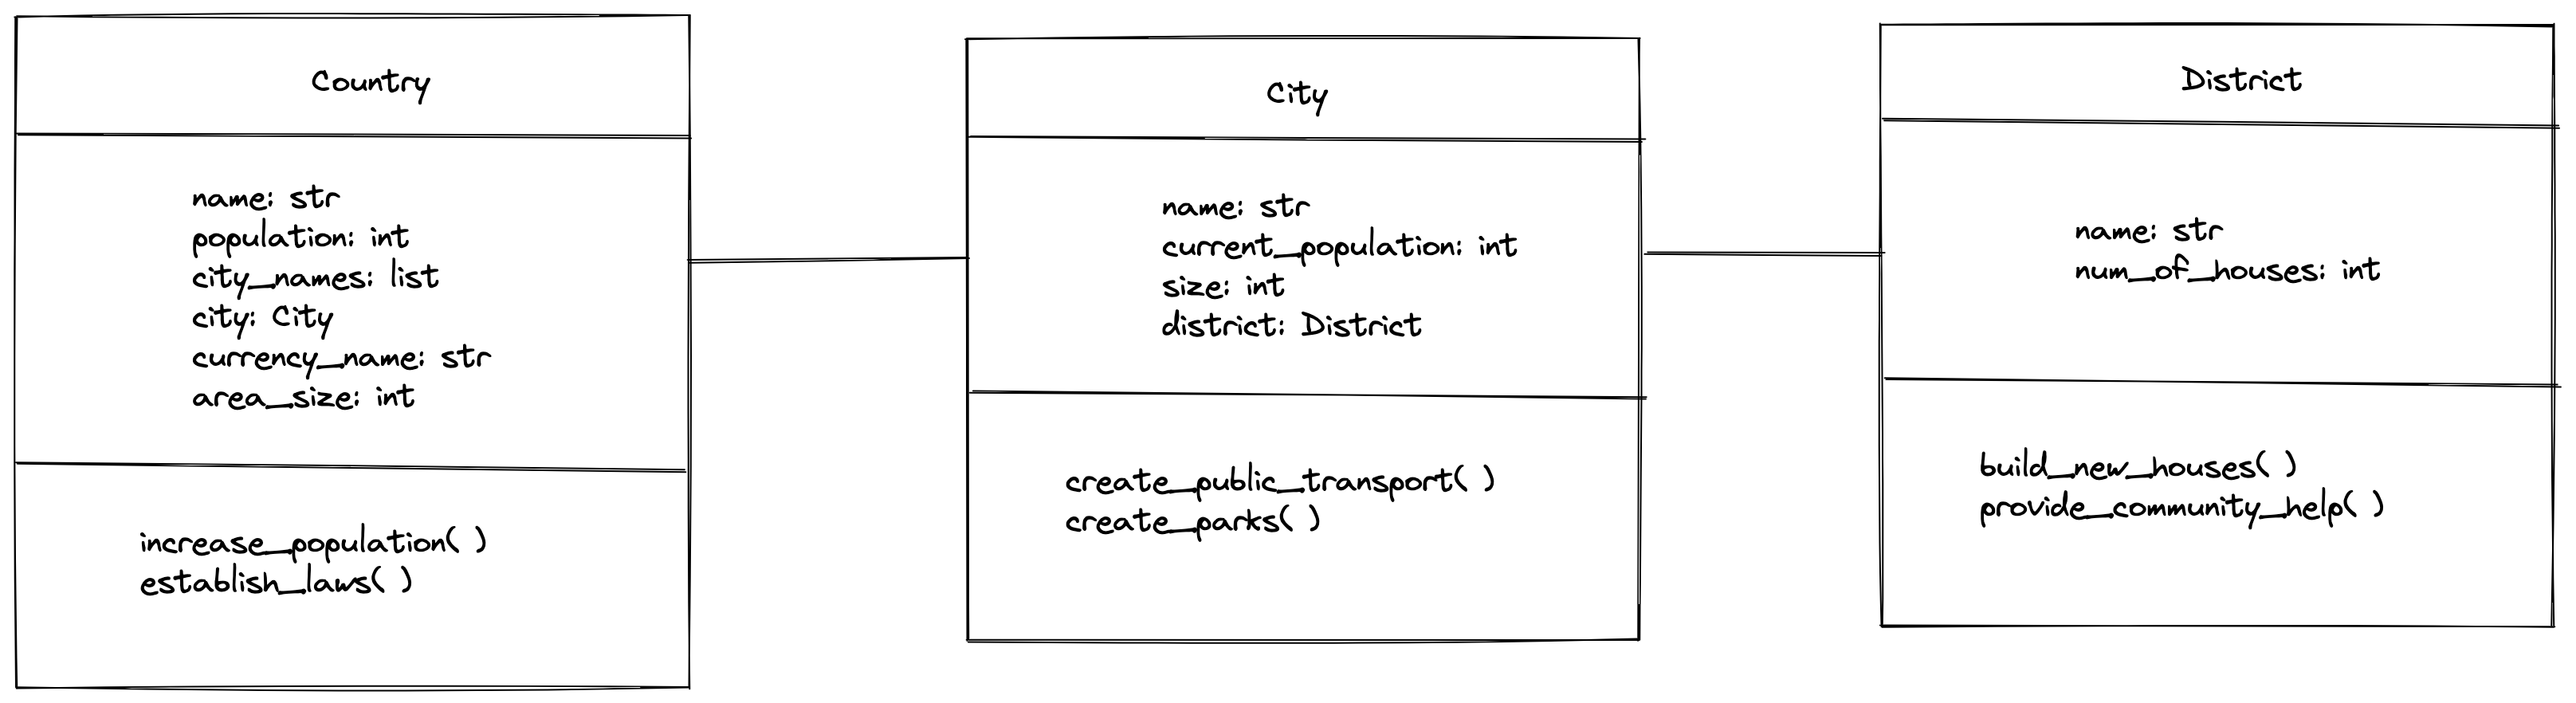 Country
name: str
population: int
city_names: list
city: City
currency_name: str
area_size: int
increase_population( )
establish_laws( )
City
name: str
current_population: int
size: int
district: District
create_public_transport( )
create_parks( )
District
name: str
num_of_houses: int
build_new_houses( )
provide_community_help( )